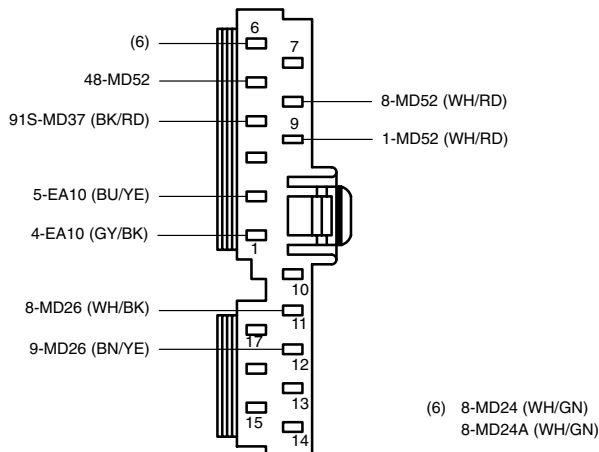 6
(6)
7
48-MD52
8-MD52 (WH/RD)
91S-MD37 (BK/RD)
9
1-MD52 (WH/RD)
5-EA10 (BU/YE)
4-EA10 (GY/BK)
1
10
8-MD26 (WH/BK)
11
17
9-MD26 (BN/YE)
12
13
15
14
(6) 8-MD24 (WH/GN)
8-MD24A (WH/GN)